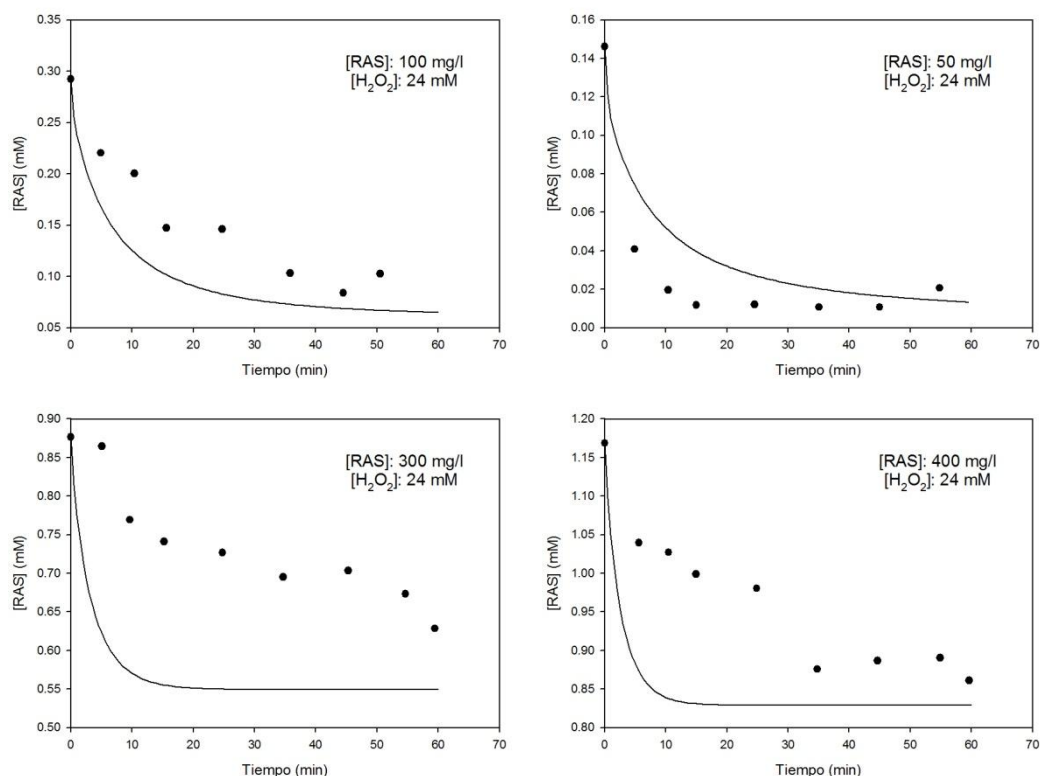 [RAS]: 100 mg/l
[H₂O₂]: 24 mM
[RAS] (mM)
0.35
0.30
0.25
0.20
0.15
0.10
0.05
0 10 20 30 40 50 60 70
Tiempo (min)
[RAS]: 50 mg/l
[H₂O₂]: 24 mM
[RAS] (mM)
0.16
0.14
0.12
0.10
0.08
0.06
0.04
0.02
0.00
0 10 20 30 40 50 60 70
Tiempo (min)
[RAS]: 300 mg/l
[H₂O₂]: 24 mM
[RAS] (mM)
0.90
0.85
0.80
0.75
0.70
0.65
0.60
0.55
0.50
0 10 20 30 40 50 60 70
Tiempo (min)
[RAS]: 400 mg/l
[H₂O₂]: 24 mM
[RAS] (mM)
1.20
1.15
1.10
1.05
1.00
0.95
0.90
0.85
0.80
0 10 20 30 40 50 60 70
Tiempo (min)